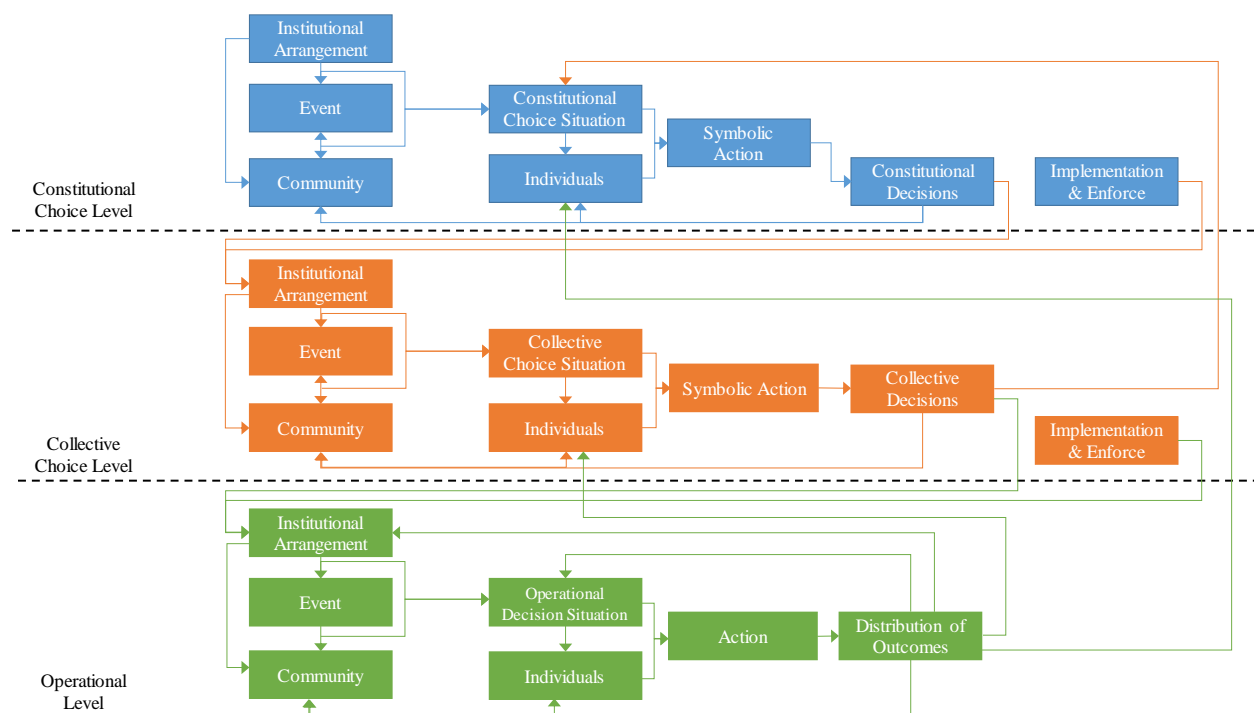 Institutional
Arrangement
Event
Community
Constitutional
Choice Situation
Individuals
Symbolic
Action
Constitutional
Decisions
Implementation
& Enforce
Constitutional
Choice Level
Institutional
Arrangement
Event
Community
Collective
Choice Situation
Individuals
Symbolic Action
Collective
Decisions
Implementation
& Enforce
Collective
Choice Level
Institutional
Arrangement
Event
Community
Operational
Decision Situation
Individuals
Action
Distribution of
Outcomes
Operational
Level